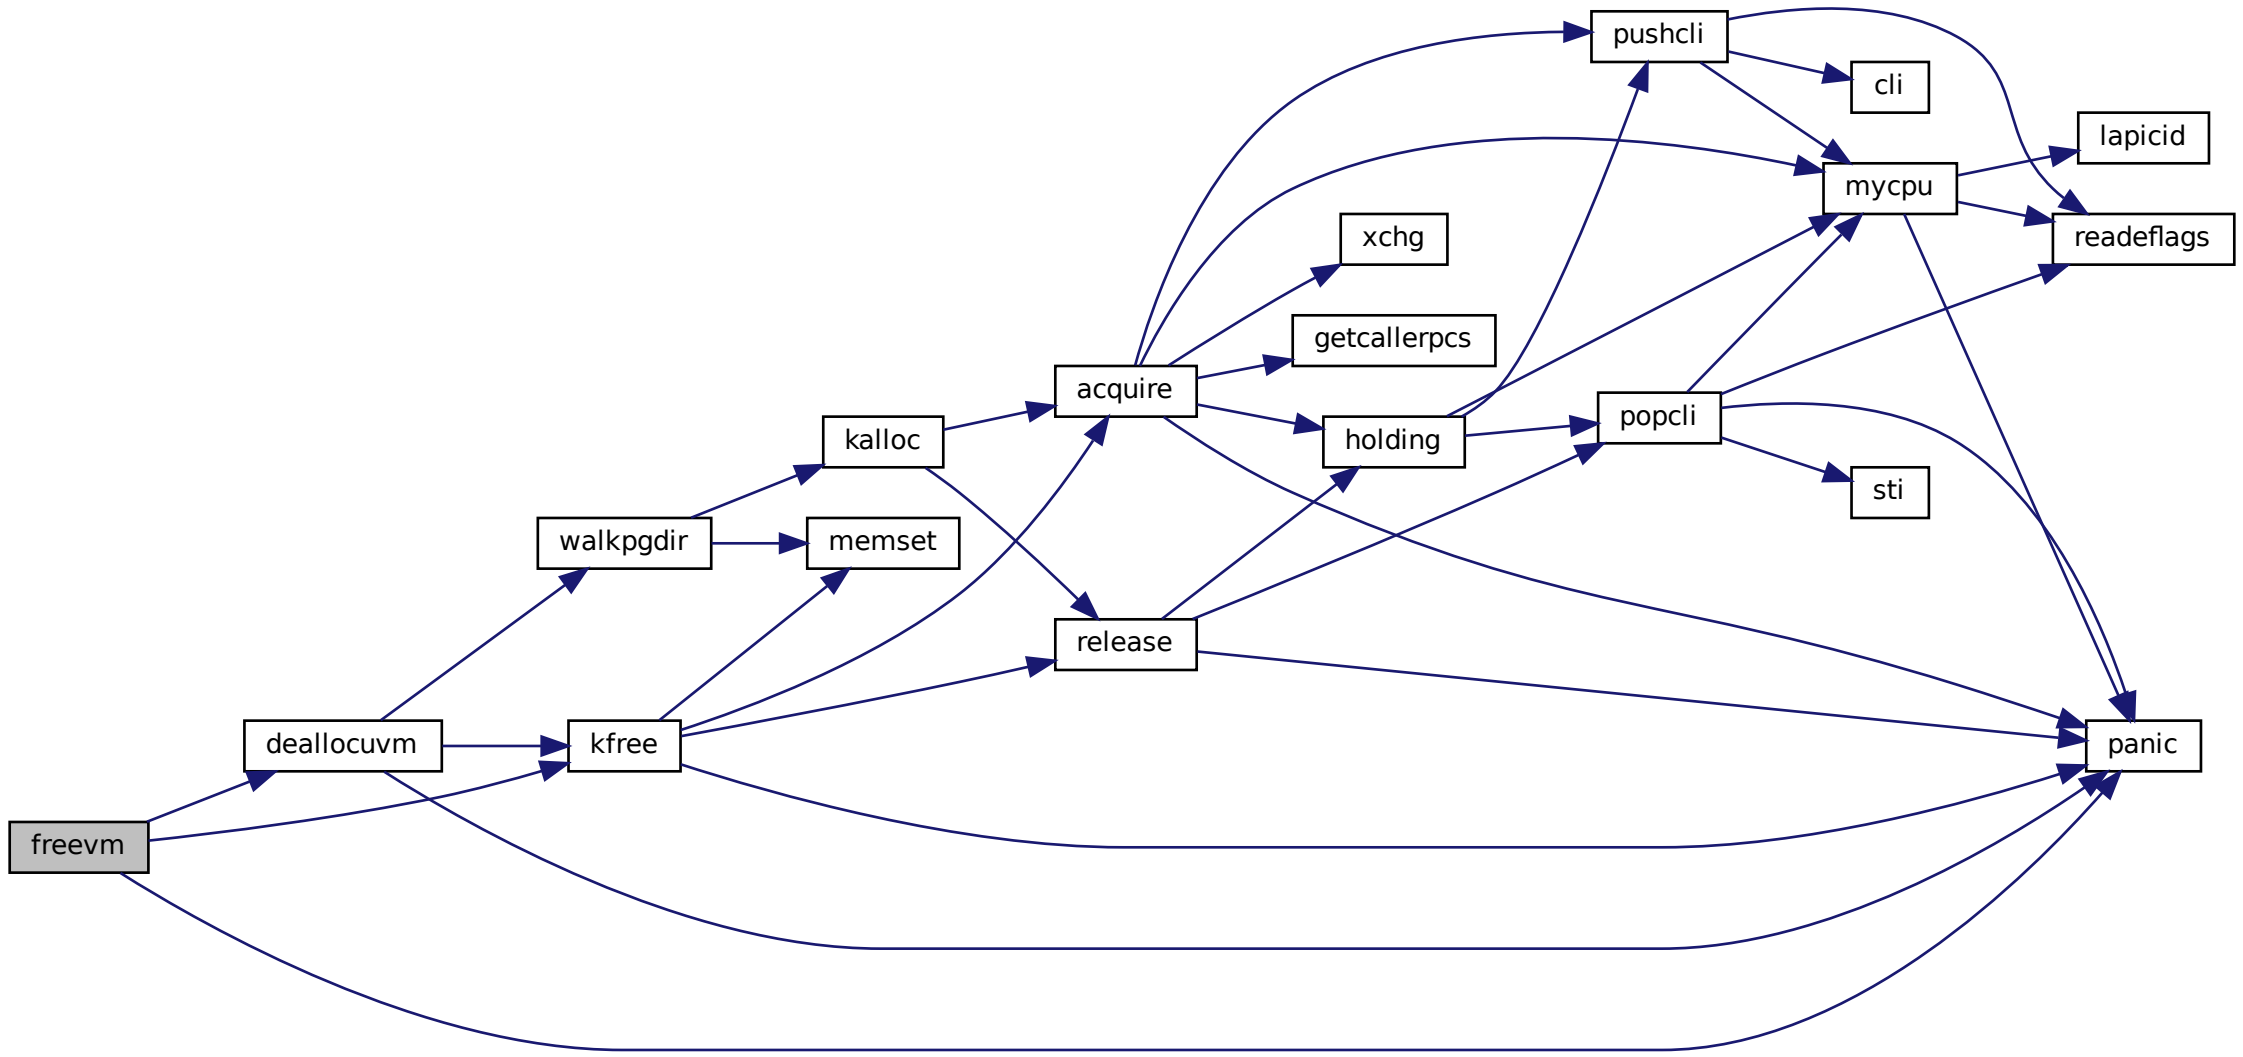 pushcli
cli
lapicid
mycpu
xchg
readeflags
getcallerpcs
acquire
popcli
kalloc
holding
sti
walkpgdir
memset
release
deallocuvm
kfree
panic
freevm